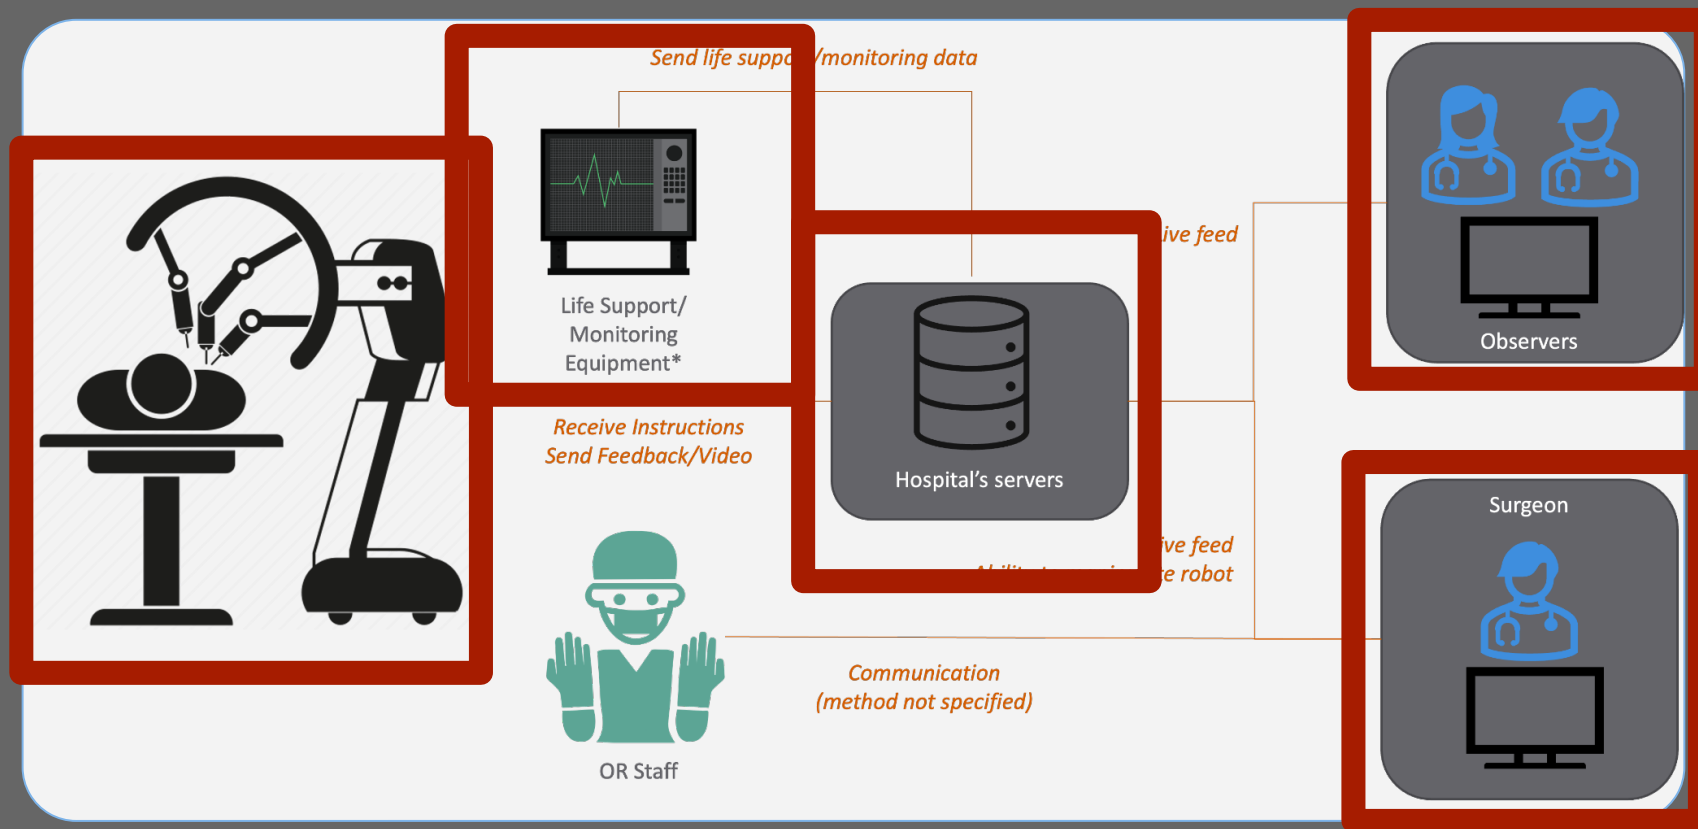 Send life support/monitoring data
Life Support/
Monitoring
Equipment*
Receive Instructions
Send Feedback/Video
Hospital's servers
ive feed
Observers
ive feed
robot
Surgeon
Communication
(method not specified)
OR Staff